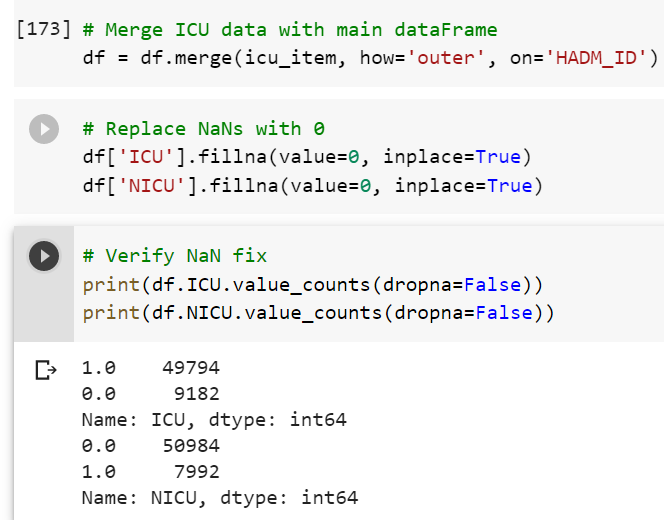 [173] # Merge ICU data with main dataFrame
df = df.merge(icu_item, how='outer', on='HADM_ID')
# Replace NaNs with 0
df['ICU'].fillna(value=0, inplace=True)
df['NICU'].fillna(value=0, inplace=True)
# Verify NaN fix
print(df.ICU.value_counts(dropna=False))
print(df.NICU.value_counts(dropna=False))
1.0    49794
0.0     9182
Name: ICU, dtype: int64
0.0    50984
1.0     7992
Name: NICU, dtype: int64